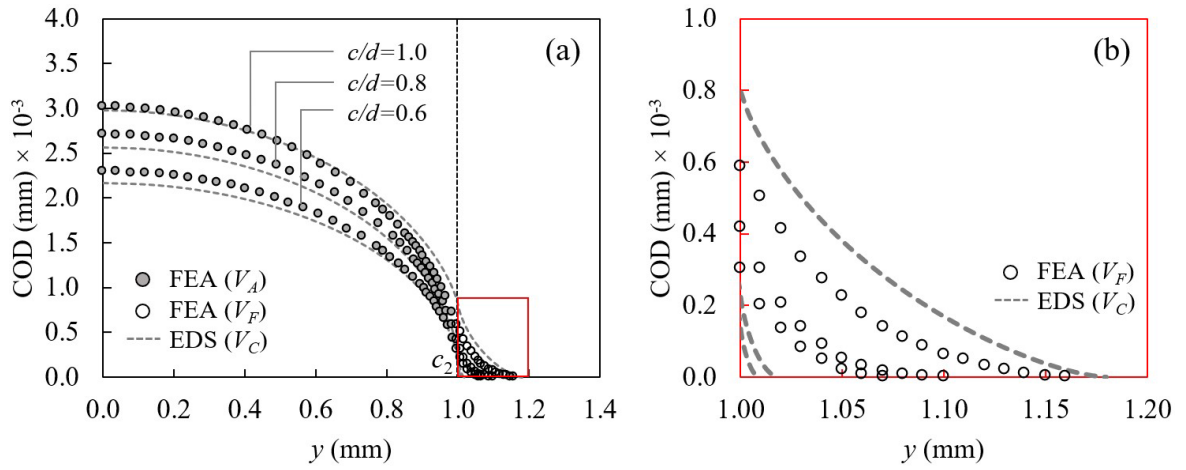 (a)
COD (mm) × 10⁻³
4.0
3.5
3.0
2.5
2.0
1.5
1.0
0.5
0.0
c/d=1.0
c/d=0.8
c/d=0.6
FEA (V_A)
FEA (V_F)
EDS (V_C)
c₂
0.0 0.2 0.4 0.6 0.8 1.0 1.2 1.4
y (mm)
(b)
COD (mm) × 10⁻³
1.0
0.8
0.6
0.4
0.2
0.0
FEA (V_F)
EDS (V_C)
1.00 1.05 1.10 1.15 1.20
y (mm)